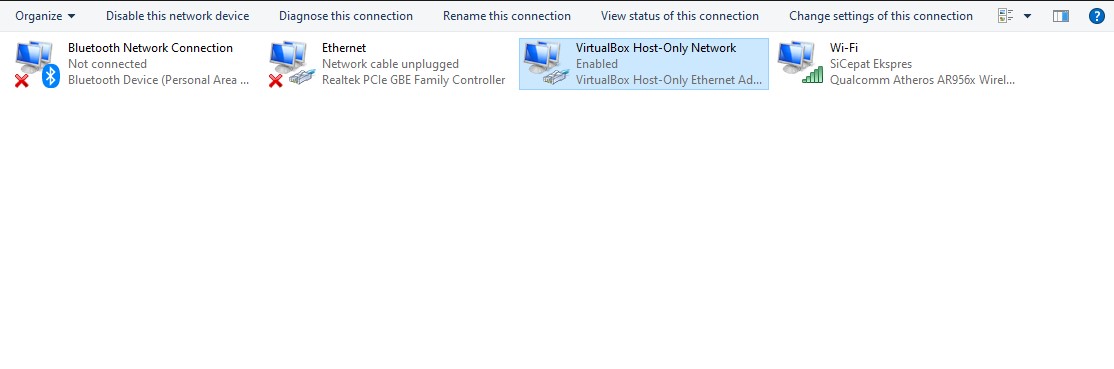 Organize Disable this network device Diagnose this connection Rename this connection View status of this connection Change settings of this connection
Bluetooth Network Connection
Not connected
Bluetooth Device (Personal Area ...
Ethernet
Network cable unplugged
Realtek PCIe GBE Family Controller
VirtualBox Host-Only Network
Enabled
VirtualBox Host-Only Ethernet Ad...
Wi-Fi
SiCepat Ekspres
Qualcomm Atheros AR956x Wirel...